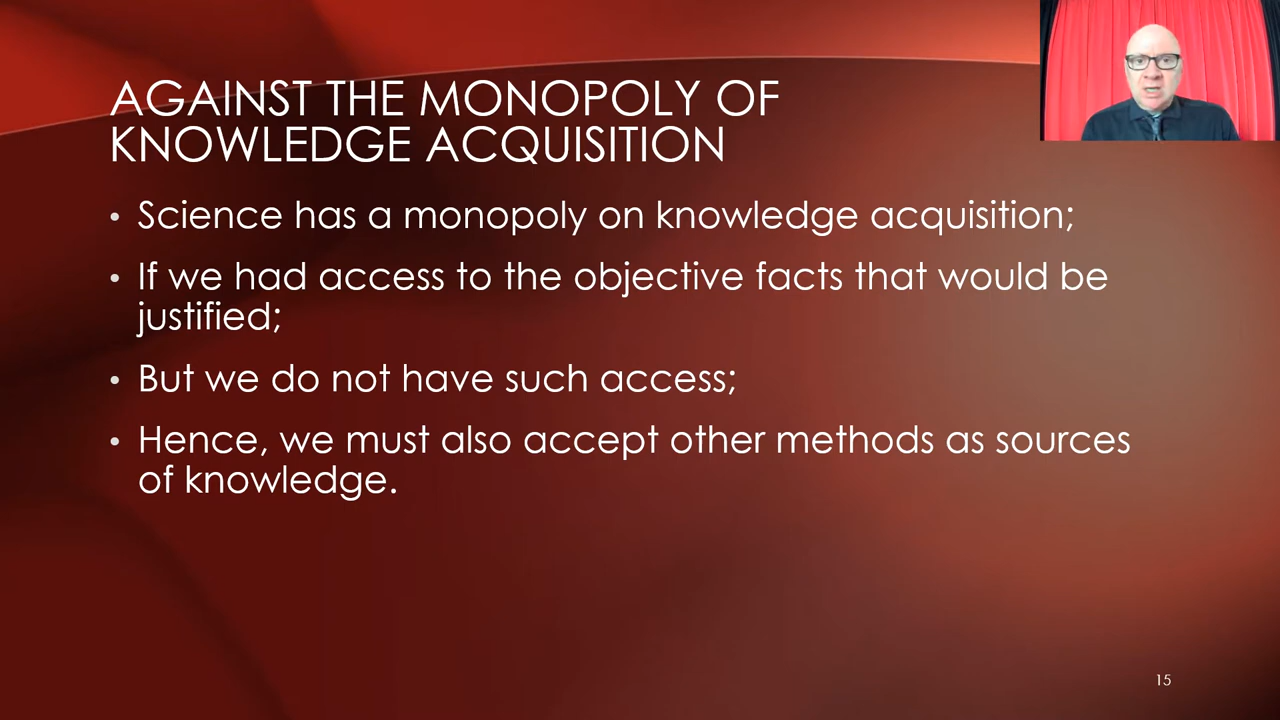 AGAINST THE MONOPOLY OF
KNOWLEDGE ACQUISITION
• Science has a monopoly on knowledge acquisition;
• If we had access to the objective facts that would be
justified;
• But we do not have such access;
• Hence, we must also accept other methods as sources
of knowledge.
15